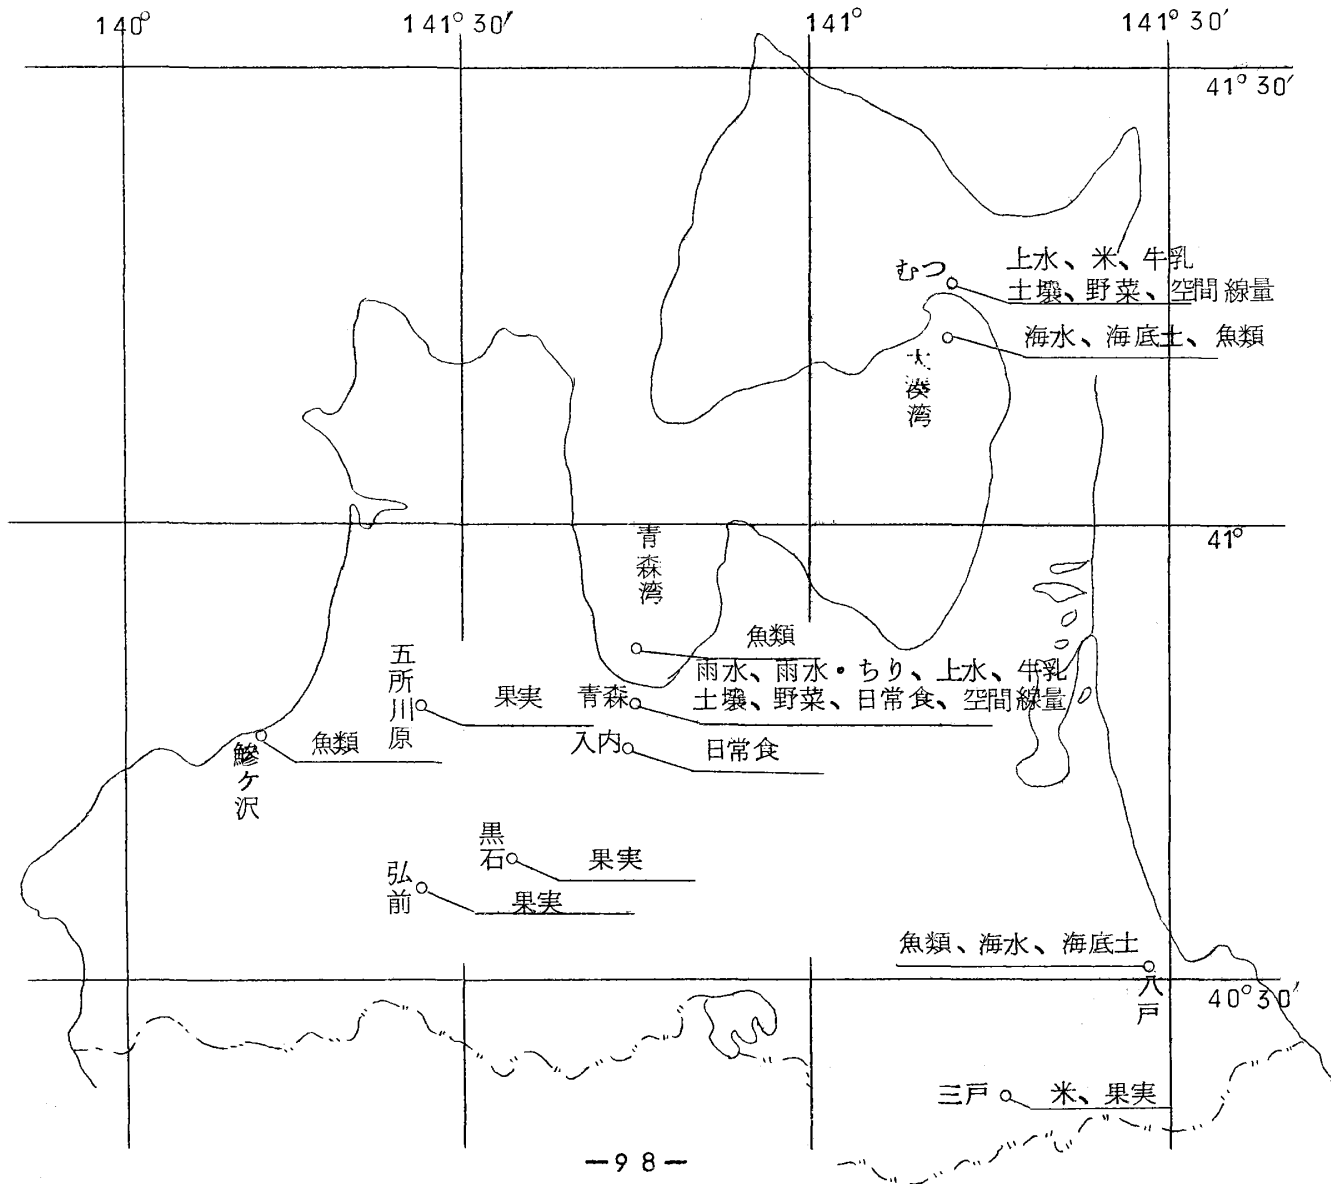 140°
141° 30′
141°
141° 30′
41° 30′
むつ
上水、米、牛乳
土壌、野菜、空間線量
海水、海底土、魚類
大湊湾
41°
青森湾
魚類
五所川原
果実
青森
雨水、雨水・ちり、上水、牛乳
土壌、野菜、日常食、空間線量
入内
日常食
魚類
鰺ケ沢
黒石
果実
弘前
果実
魚類、海水、海底土
八戸
40° 30′
三戸
米、果実
—98—